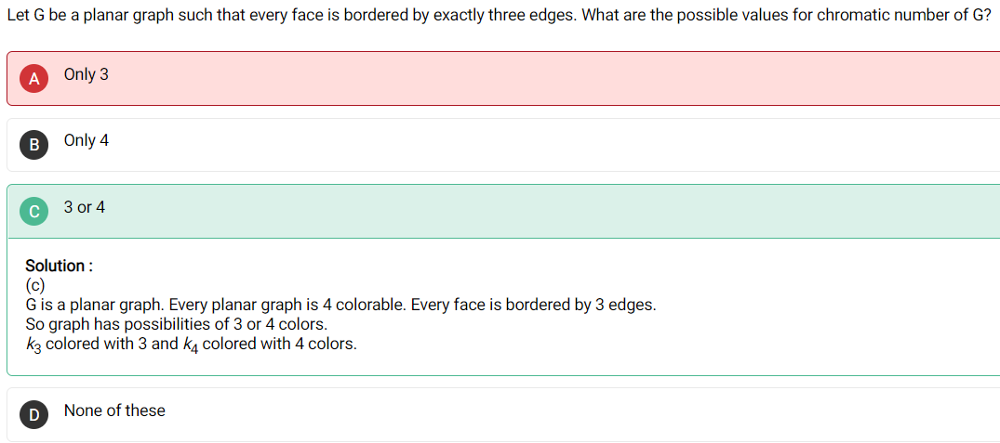 Let G be a planar graph such that every face is bordered by exactly three edges. What are the possible values for chromatic number of G?
A Only 3
B Only 4
C 3 or 4
Solution :
(c)
G is a planar graph. Every planar graph is 4 colorable. Every face is bordered by 3 edges.
So graph has possibilities of 3 or 4 colors.
k₃ colored with 3 and k₄ colored with 4 colors.
D None of these